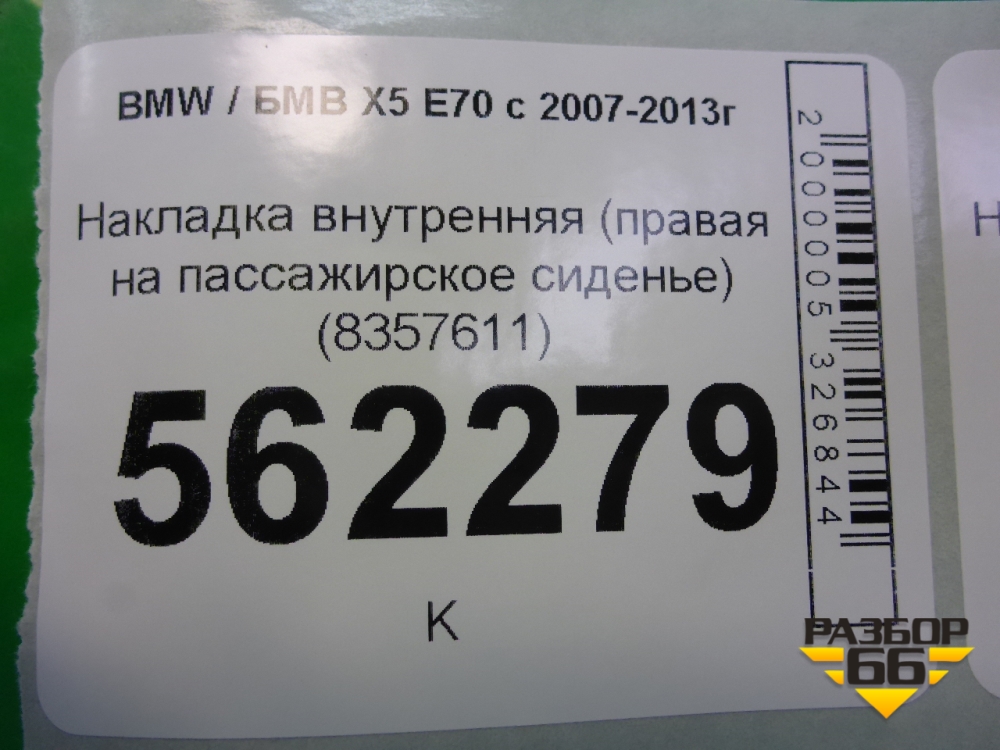 BMW / БМВ X5 E70 с 2007-2013г
Накладка внутренняя (правая
на пассажирское сиденье)
(8357611)
562279
К
2000005326844
Н
РАЗБОР
66